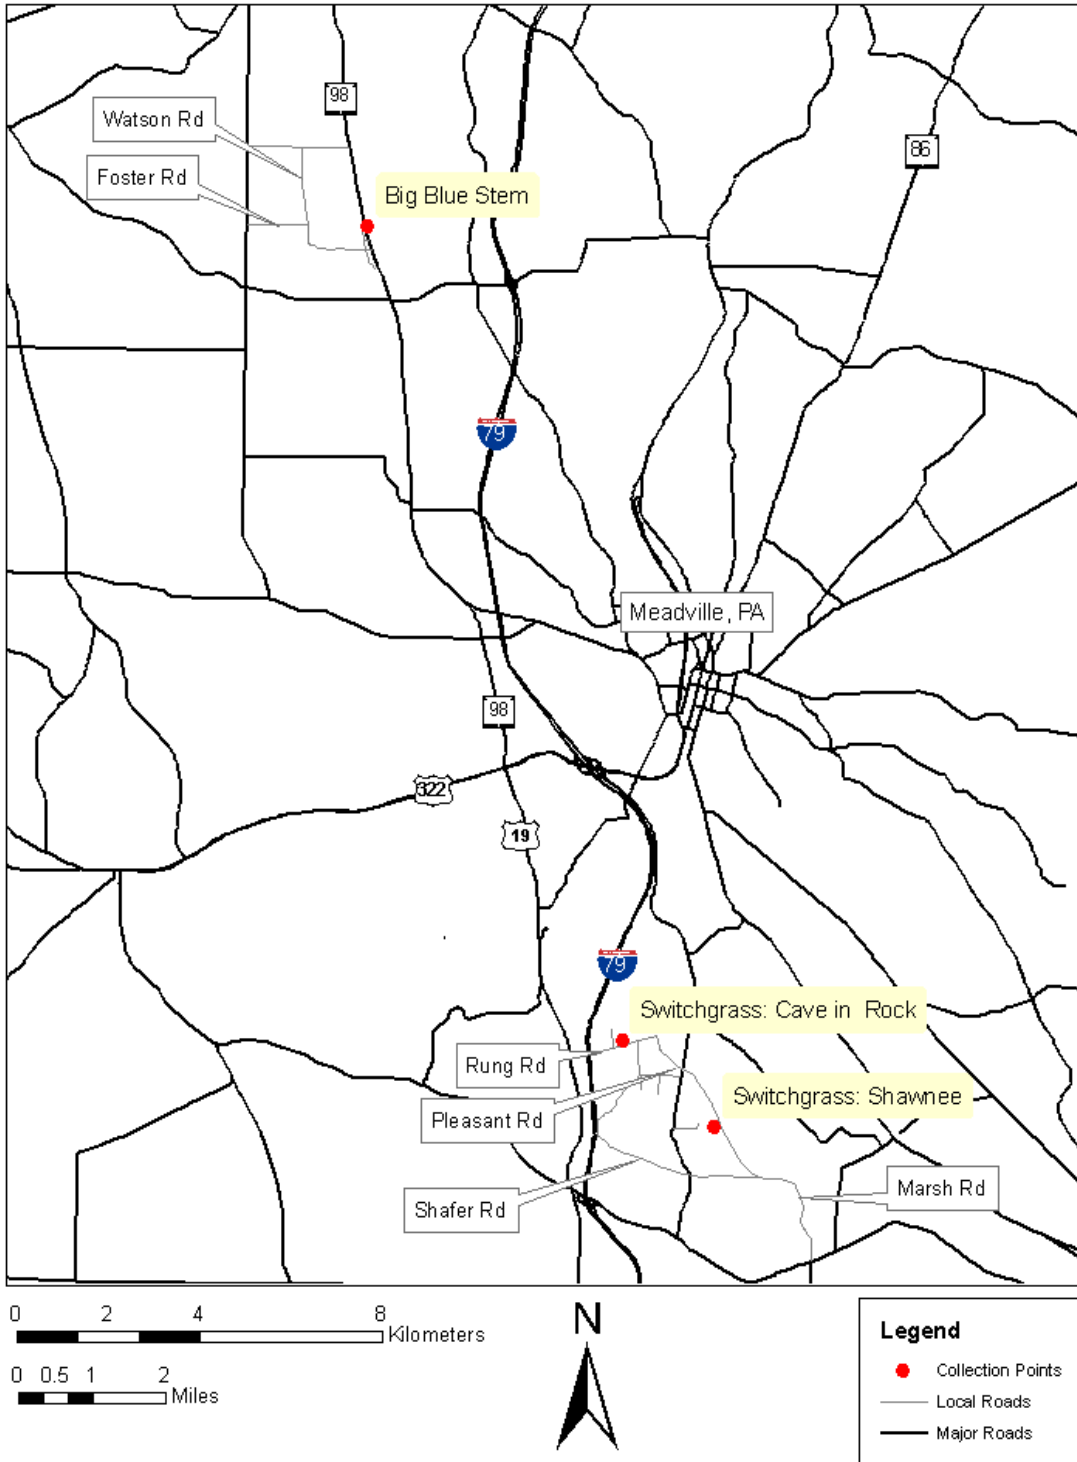 98
Watson Rd
86
Foster Rd
Big Blue Stem
79
Meadville, PA
98
322
19
79
Switchgrass: Cave in Rock
Rung Rd
Switchgrass: Shawnee
Pleasant Rd
Marsh Rd
Shafer Rd
0 2 4 8
Kilometers
0 0.5 1 2
Miles
N
Legend
Collection Points
Local Roads
Major Roads